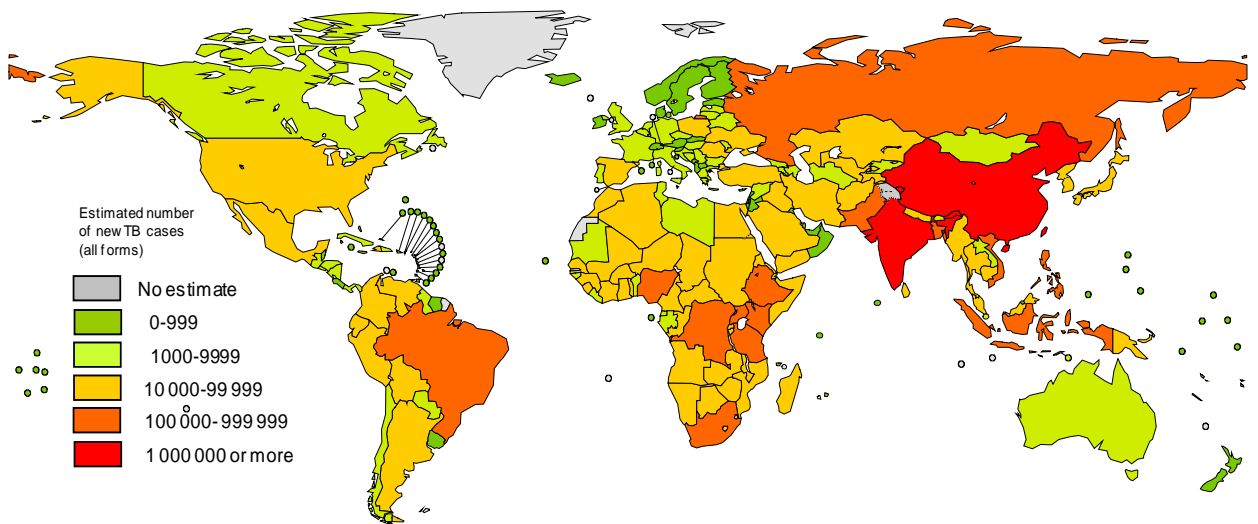 Estimated number
of new TB cases
(all forms)
No estimate
0-999
1000-9999
10 000-99 999
100 000-999 999
1 000 000 or more